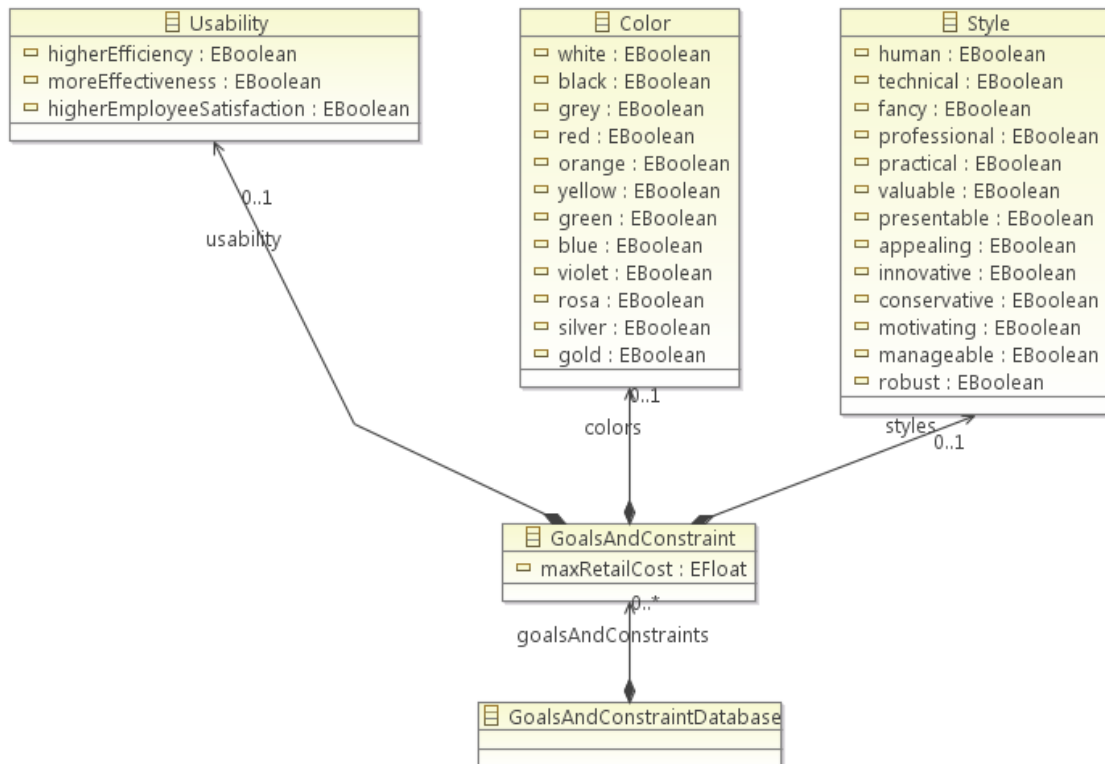 Usability
higherEfficiency : EBoolean
moreEffectiveness : EBoolean
higherEmployeeSatisfaction : EBoolean
Color
white : EBoolean
black : EBoolean
grey : EBoolean
red : EBoolean
orange : EBoolean
yellow : EBoolean
green : EBoolean
blue : EBoolean
violet : EBoolean
rosa : EBoolean
silver : EBoolean
gold : EBoolean
Style
human : EBoolean
technical : EBoolean
fancy : EBoolean
professional : EBoolean
practical : EBoolean
valuable : EBoolean
presentable : EBoolean
appealing : EBoolean
innovative : EBoolean
conservative : EBoolean
motivating : EBoolean
manageable : EBoolean
robust : EBoolean
0..1
usability
0..1
colors
styles
0..1
GoalsAndConstraint
maxRetailCost : EFloat
0..*
goalsAndConstraints
GoalsAndConstraintDatabase